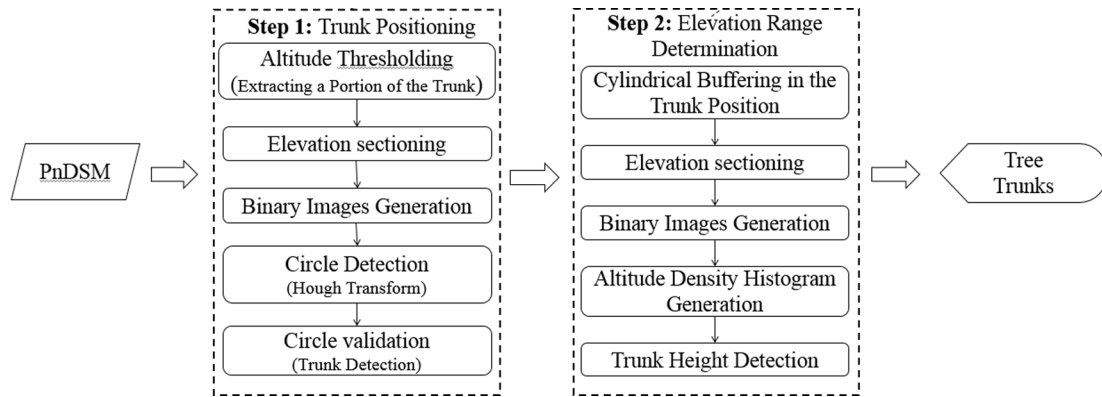 PnDSM
Step 1: Trunk Positioning
Altitude Thresholding
(Extracting a Portion of the Trunk)
Elevation sectioning
Binary Images Generation
Circle Detection
(Hough Transform)
Circle validation
(Trunk Detection)
Step 2: Elevation Range
Determination
Cylindrical Buffering in the
Trunk Position
Elevation sectioning
Binary Images Generation
Altitude Density Histogram
Generation
Trunk Height Detection
Tree
Trunks